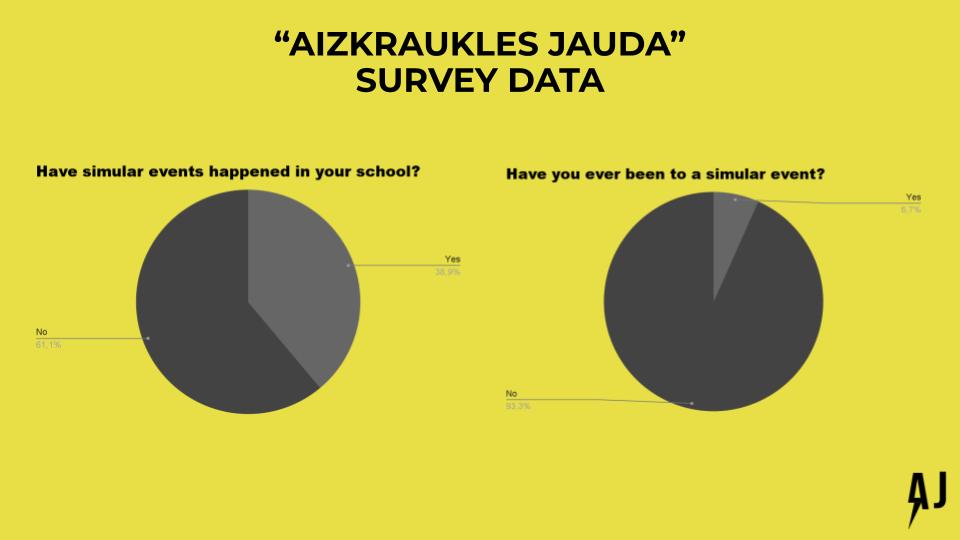 “AIZKRAUKLES JAUDA”
SURVEY DATA
Have simular events happened in your school?
Yes
38,9%
No
61,1%
Have you ever been to a simular event?
Yes
6,7%
No
93,3%
AJ